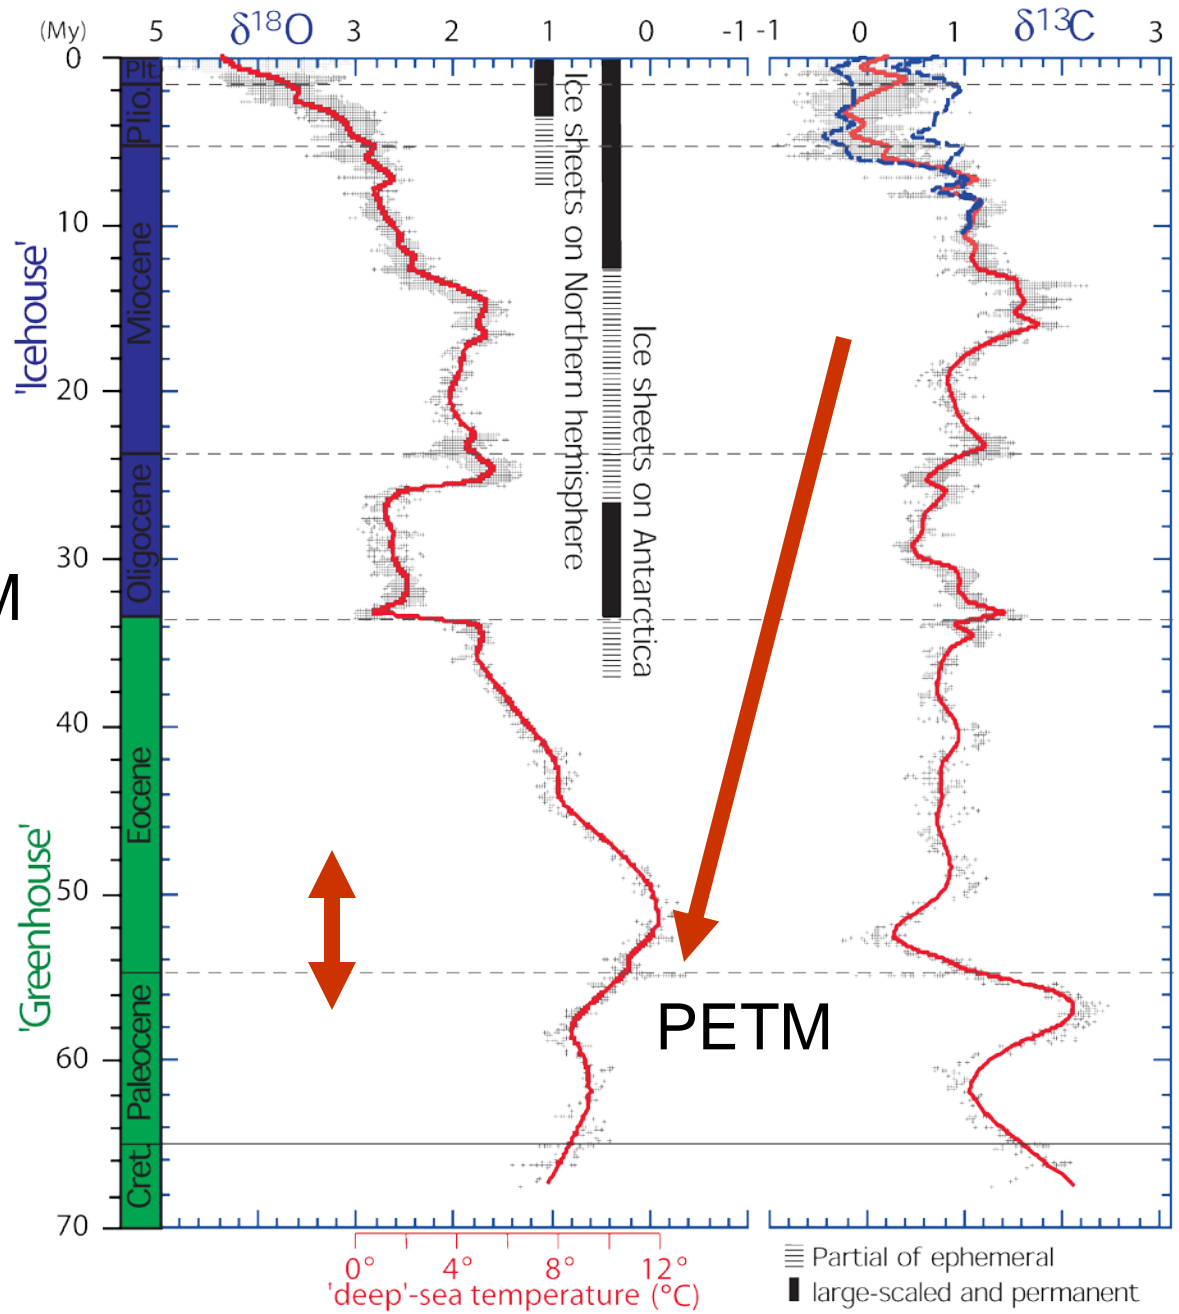 (My) 5 δ18O 3 2 1 0 -1 -1 0 1 δ13C 3
0
10
20
30
40
50
60
70
'Icehouse'
'Greenhouse'
Plt.
Plio.
Miocene
Oligocene
Eocene
Paleocene
Cret.
M
Ice sheets on Northern hemisphere
Ice sheets on Antarctica
PETM
0° 4° 8° 12°
'deep'-sea temperature (°C)
Partial of ephemeral
large-scaled and permanent